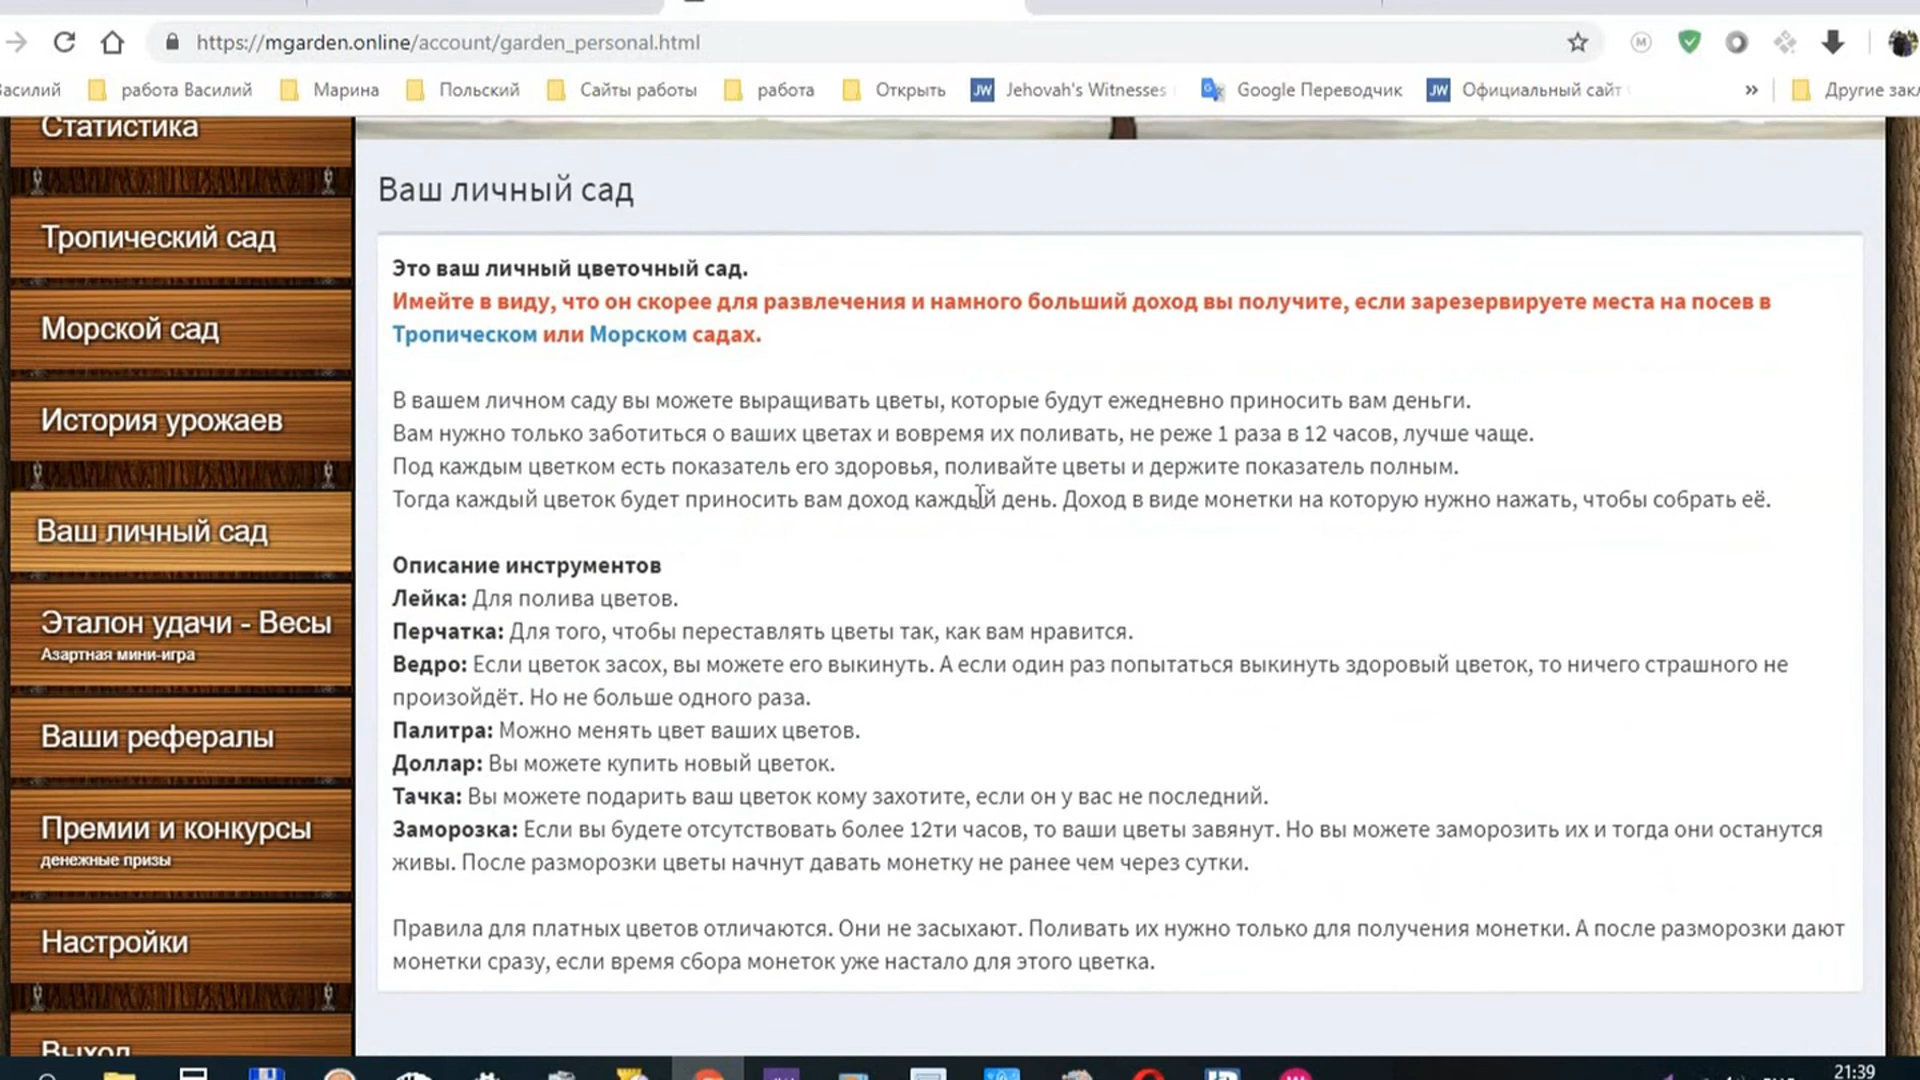 https://mgarden.online/account/garden_personal.html
Василий
работа Василий
Марина
Польский
Сайты работы
работа
Открыть
JW Jehovah's Witnesses
Google Переводчик
JW Официальный сайт
»
Другие
Статистика
Тропический сад
Морской сад
История урожаев
Ваш личный сад
Эталон удачи - Весы
Азартная мини-игра
Ваши рефералы
Премии и конкурсы
денежные призы
Настройки
Выход
Ваш личный сад
Это ваш личный цветочный сад.
Имейте в виду, что он скорее для развлечения и намного больший доход вы получите, если зарезервируете места на посев в
Тропическом или Морском садах.
В вашем личном саду вы можете выращивать цветы, которые будут ежедневно приносить вам деньги.
Вам нужно только заботиться о ваших цветах и вовремя их поливать, не реже 1 раза в 12 часов, лучше чаще.
Под каждым цветком есть показатель его здоровья, поливайте цветы и держите показатель полным.
Тогда каждый цветок будет приносить вам доход каждый день. Доход в виде монетки на которую нужно нажать, чтобы собрать её.
Описание инструментов
Лейка: Для полива цветов.
Перчатка: Для того, чтобы переставлять цветы так, как вам нравится.
Ведро: Если цветок засох, вы можете его выкинуть. А если один раз попытаться выкинуть здоровый цветок, то ничего страшного не
произойдёт. Но не больше одного раза.
Палитра: Можно менять цвет ваших цветов.
Доллар: Вы можете купить новый цветок.
Тачка: Вы можете подарить ваш цветок кому захотите, если он у вас не последний.
Заморозка: Если вы будете отсутствовать более 12ти часов, то ваши цветы завянут. Но вы можете заморозить их и тогда они останутся
живы. После разморозки цветы начнут давать монетку не ранее чем через сутки.
Правила для платных цветов отличаются. Они не засыхают. Поливать их нужно только для получения монетки. А после разморозки дают
монетки сразу, если время сбора монеток уже настало для этого цветка.
21:39